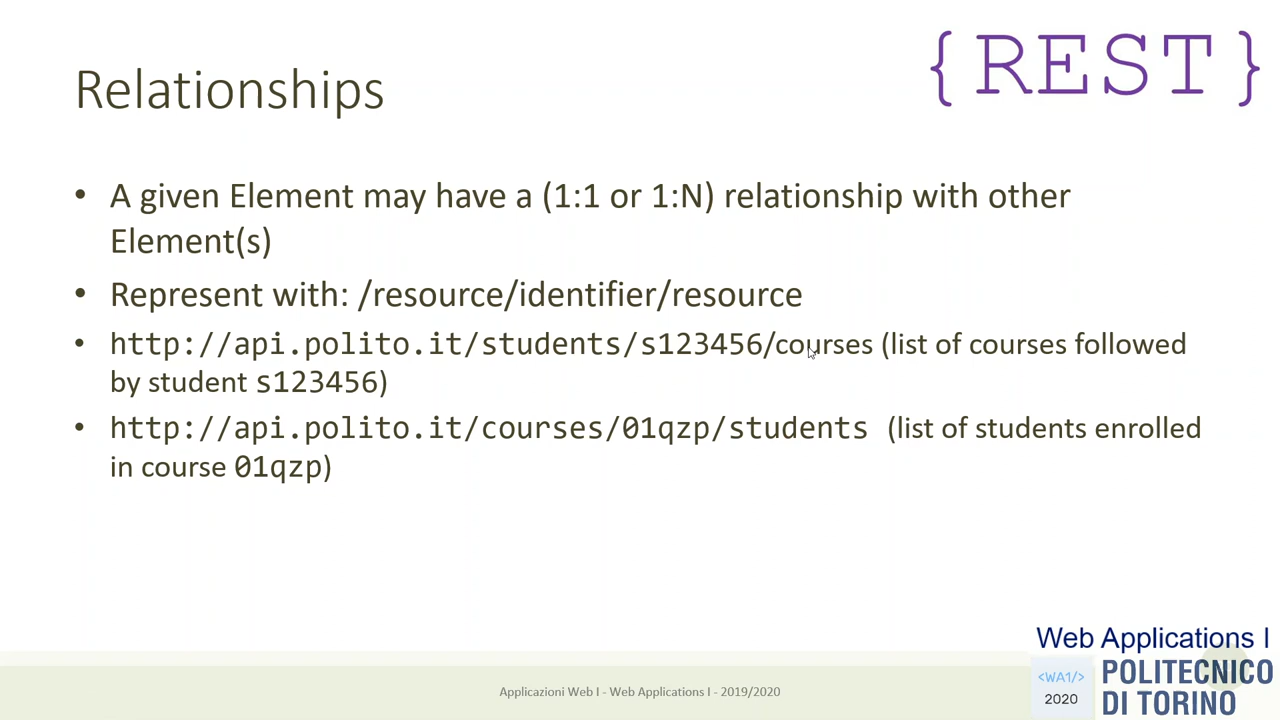 {REST}
Relationships
• A given Element may have a (1:1 or 1:N) relationship with other
Element(s)
• Represent with: /resource/identifier/resource
• http://api.polito.it/students/s123456/courses (list of courses followed
by student s123456)
• http://api.polito.it/courses/01qzp/students (list of students enrolled
in course 01qzp)
Web Applications I
<WA1/>
2020
POLITECNICO
DI TORINO
Applicazioni Web I - Web Applications I - 2019/2020